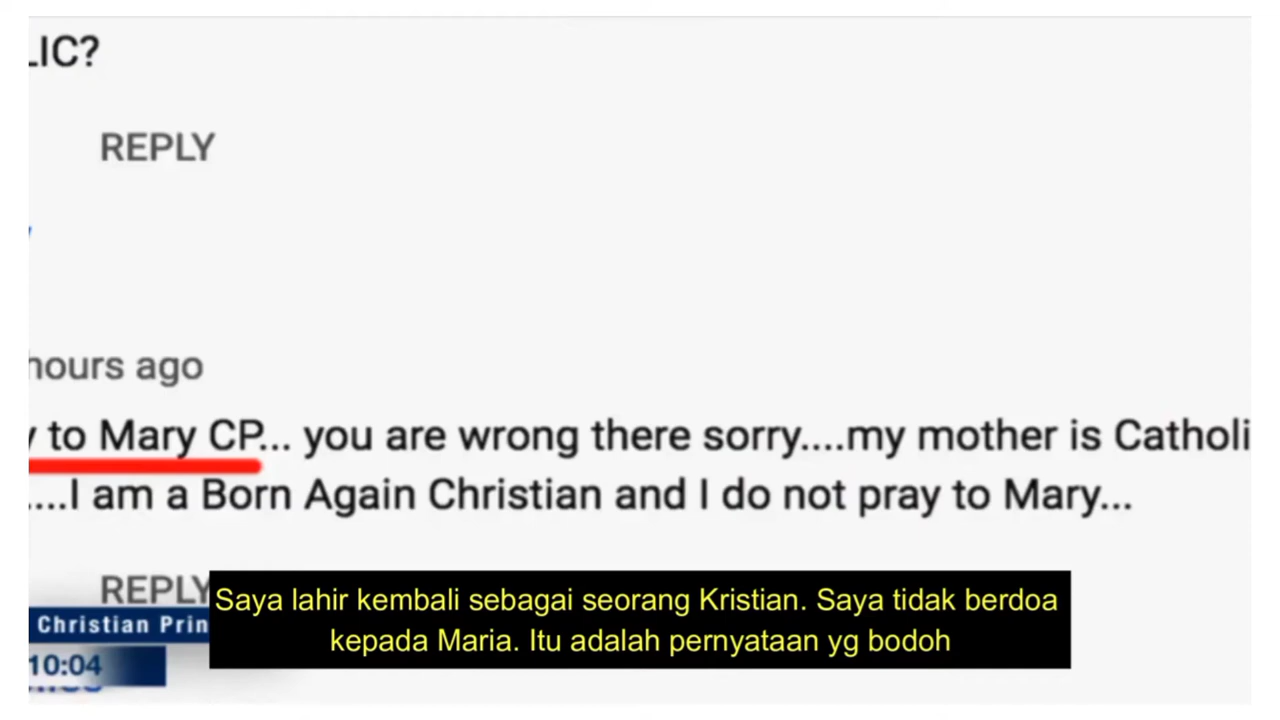 LIC?
REPLY
hours ago
to Mary CP... you are wrong there sorry....my mother is Catholi
....I am a Born Again Christian and I do not pray to Mary...
REPLY
Saya lahir kembali sebagai seorang Kristian. Saya tidak berdoa
kepada Maria. Itu adalah pernyataan yg bodoh
Christian Prin
10:04